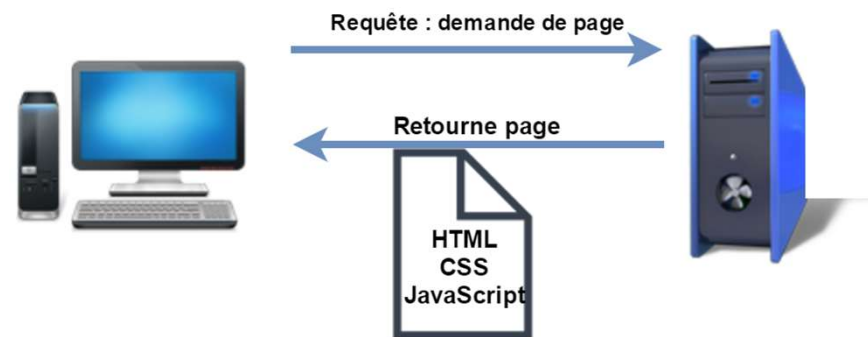 Requête : demande de page
Retourne page
HTML
CSS
JavaScript